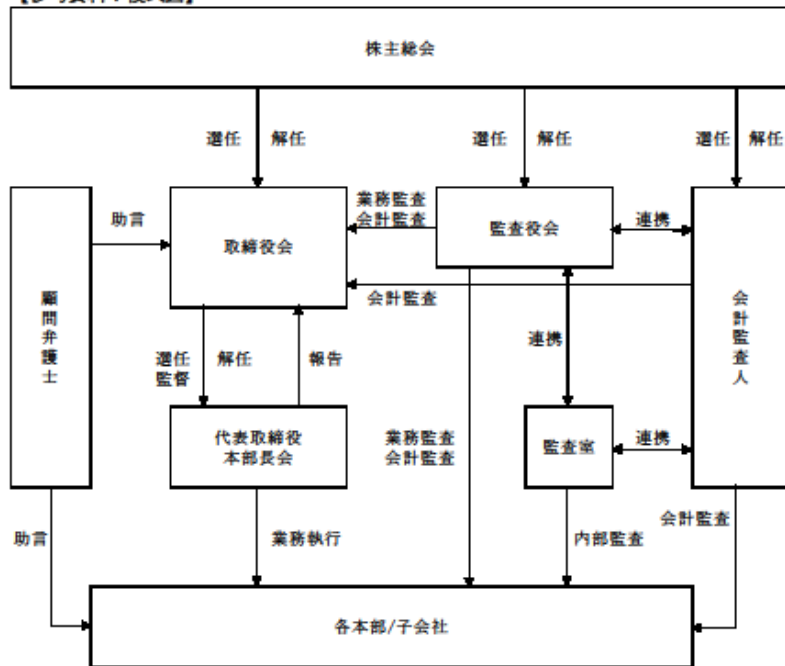 株主総会
選任
解任
選任
解任
選任
解任
助言
取締役会
業務監査
会計監査
監査役会
連携
会計監査
顧問弁護士
会計監査人
選任
監督
解任
報告
連携
代表取締役
本部長会
業務監査
会計監査
監査室
連携
助言
業務執行
内部監査
会計監査
各本部/子会社